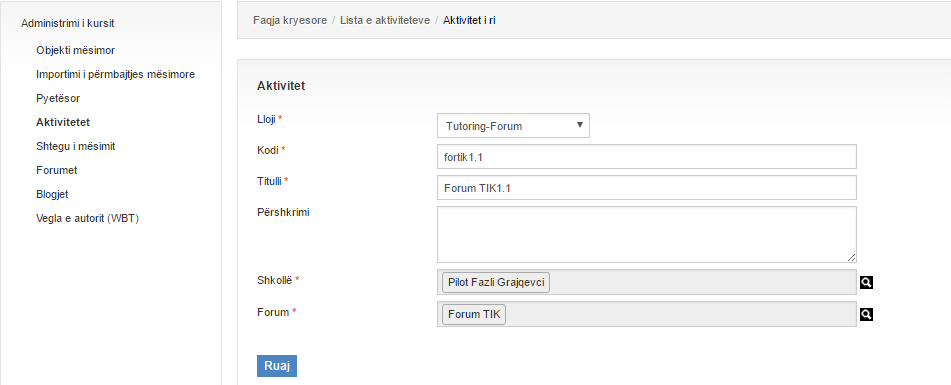 Administrimi i kursit
Objekti mësimor
Importimi i përmbajtjes mësimore
Pyetësor
Aktivitetet
Shtegu i mësimit
Forumet
Blogjet
Vegla e autorit (WBT)
Faqja kryesore / Lista e aktiviteteve / Aktivitet i ri
Aktivitet
Lloji * Tutoring-Forum
Kodi * fortik1.1
Titulli * Forum TIK1.1
Përshkrimi
Shkollë * Pilot Fazli Grajqevci
Forum * Forum TIK
Ruaj